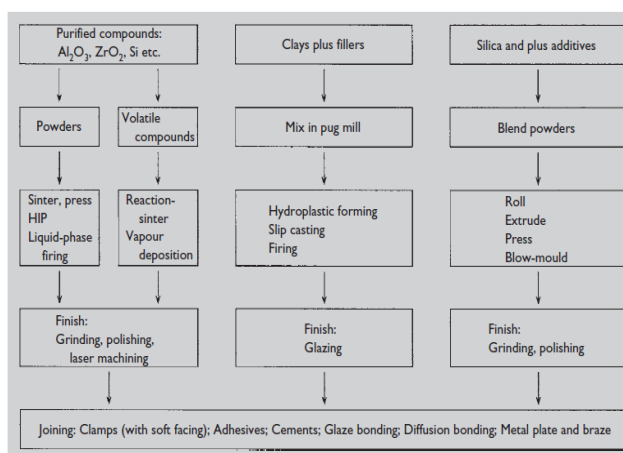 Purified compounds:
Al₂O₃, ZrO₂, Si etc.
Clays plus fillers
Silica and plus additives
Powders
Volatile
compounds
Mix in pug mill
Blend powders
Sinter, press
HIP
Liquid-phase
firing
Reaction-
sinter
Vapour
deposition
Hydroplastic forming
Slip casting
Firing
Roll
Extrude
Press
Blow-mould
Finish:
Grinding, polishing,
laser machining
Finish:
Glazing
Finish:
Grinding, polishing
Joining: Clamps (with soft facing); Adhesives; Cements; Glaze bonding; Diffusion bonding; Metal plate and braze